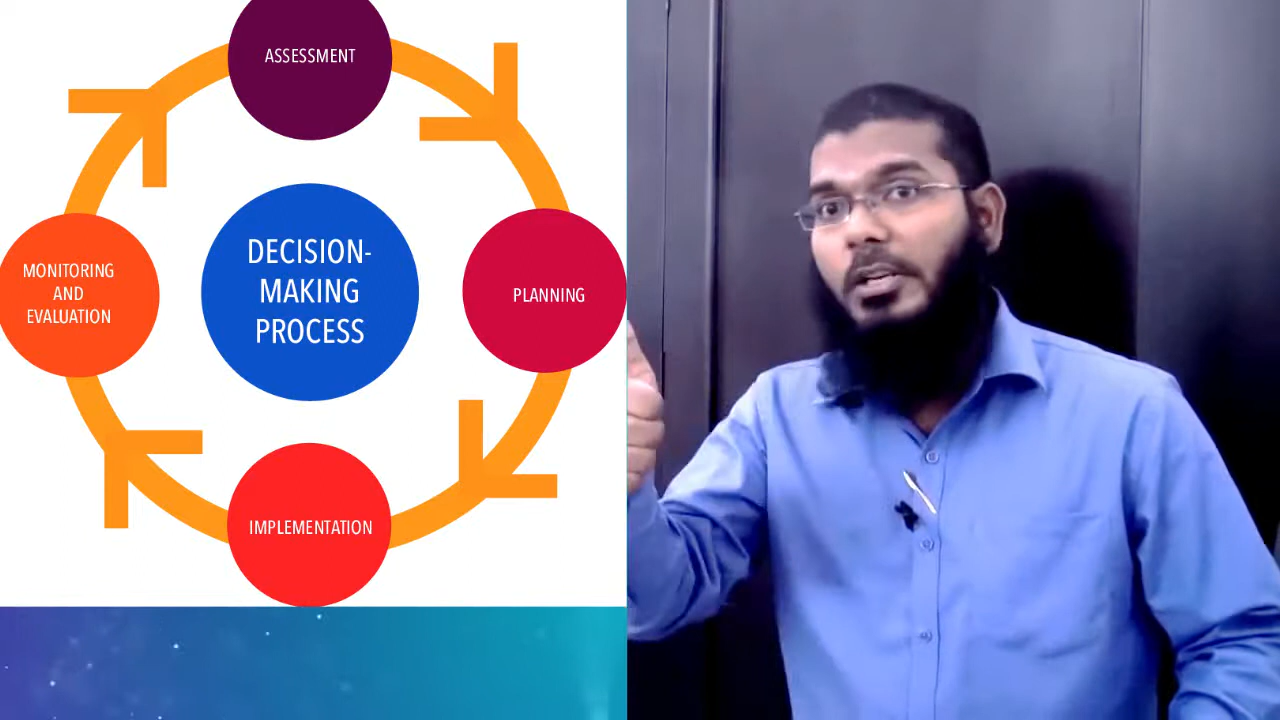 ASSESSMENT
DECISION-
MAKING
PROCESS
PLANNING
MONITORING
AND
EVALUATION
IMPLEMENTATION